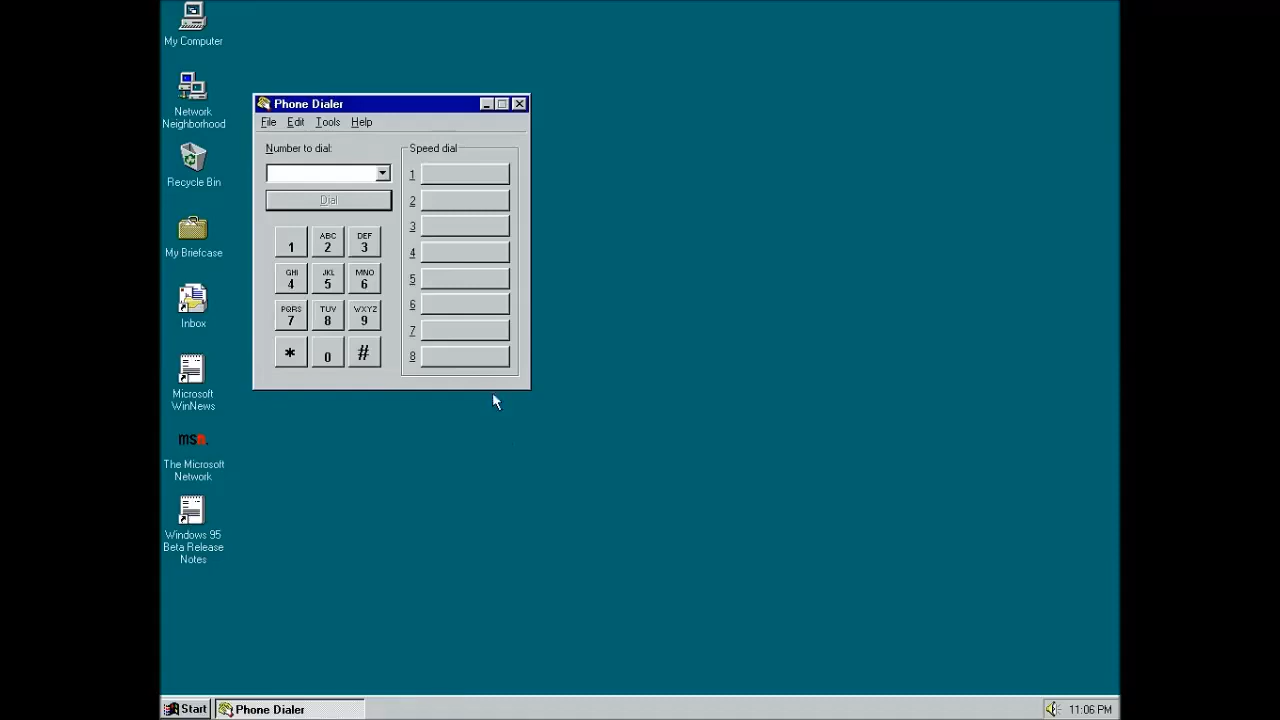 My Computer
Network
Neighborhood
Recycle Bin
My Briefcase
Inbox
Microsoft
WinNews
msn.
The Microsoft
Network
Windows 95
Beta Release
Notes
Phone Dialer
File Edit Tools Help
Number to dial:
Dial
1
ABC
2
DEF
3
GHI
4
JKL
5
MNO
6
PQRS
7
TUV
8
WXYZ
9
*
0
#
Speed dial
1
2
3
4
5
6
7
8
Start
Phone Dialer
11:06 PM